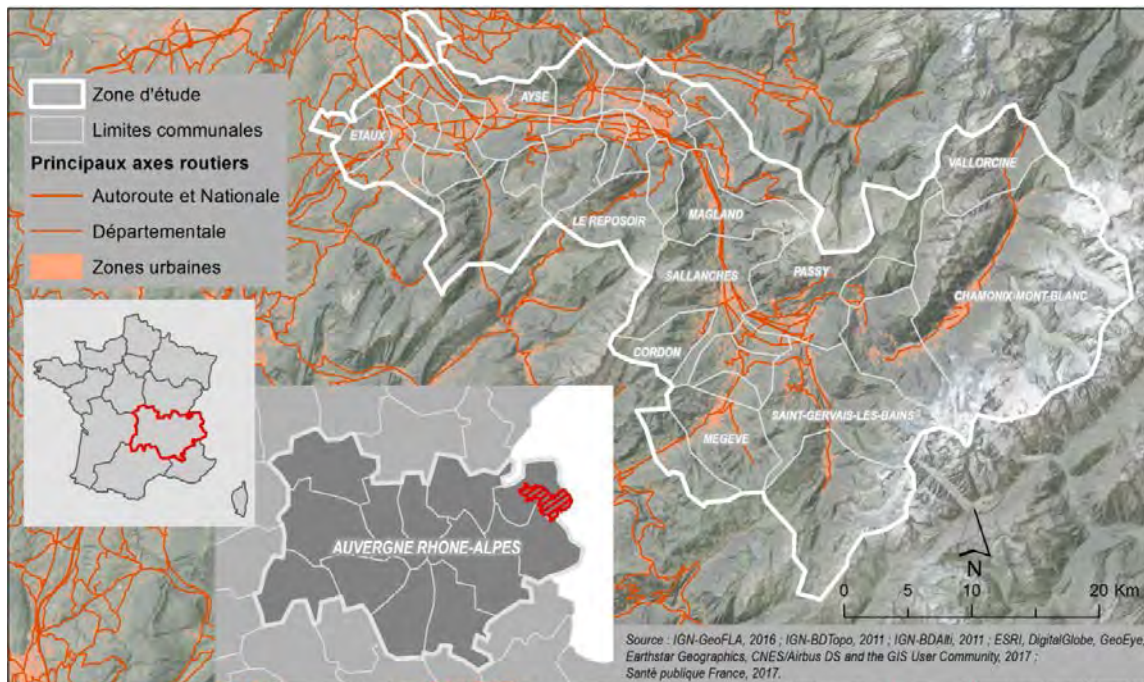 Zone d'étude
Limites communales
Principaux axes routiers
Autoroute et Nationale
Départementale
Zones urbaines
AYSE
ETAUX
VALLORCINE
LE REPOSOIR
MAGLAND
SALLANCHES
PASSY
CHAMONIX-MONT-BLANC
CORDON
SAINT-GERVAIS-LES-BAINS
MEGEVE
AUVERGNE RHÔNE-ALPES
N
0 5 10 20 Km
Source : IGN-GeoFLA, 2016 ; IGN-BDTopo, 2011 ; IGN-BDAlti, 2011 ; ESRI, DigitalGlobe, GeoEye,
Earthstar Geographics, CNES/Airbus DS and the GIS User Community, 2017 ;
Santé publique France, 2017.